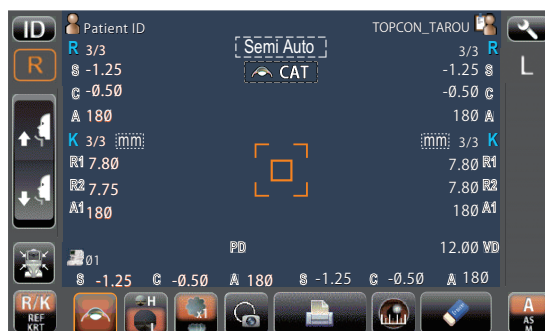 ID
Patient ID
TOPCON_TAROU
R 3/3
Semi Auto
3/3 R
R
L
S -1.25
CAT
-1.25 S
C -0.50
-0.50 C
A 180
180 A
K 3/3 mm
mm 3/3 K
R1 7.80
7.80 R1
R2 7.75
7.80 R2
A1 180
180 A1
PD
12.00 VD
01
S -1.25 C -0.50 A 180 S -1.25 C -0.50 A 180
R/K
REF
KRT
H
x1
A
AS
M